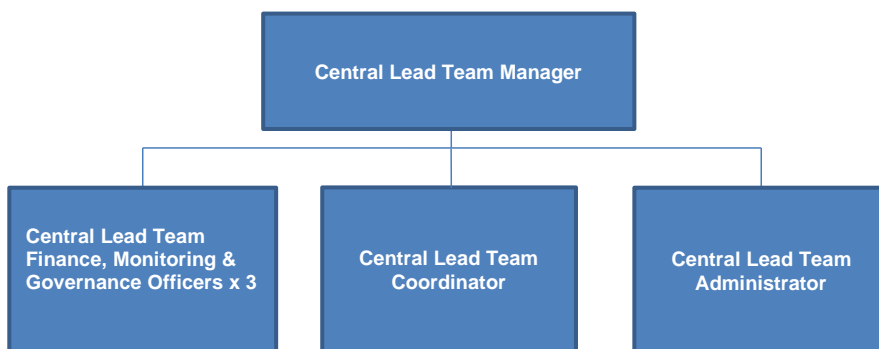 Central Lead Team Manager
Central Lead Team
Finance, Monitoring &
Governance Officers x 3
Central Lead Team
Coordinator
Central Lead Team
Administrator